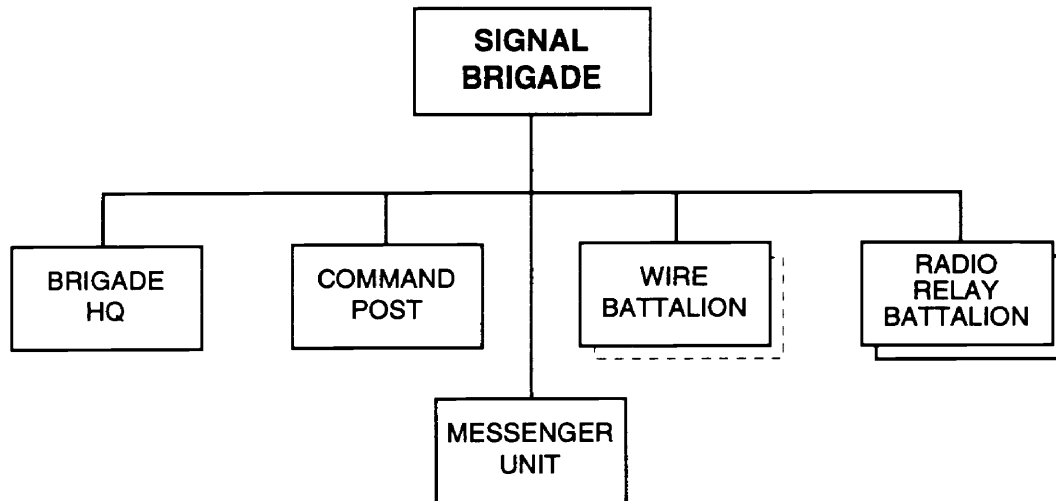 SIGNAL
BRIGADE
BRIGADE
HQ
COMMAND
POST
WIRE
BATTALION
RADIO
RELAY
BATTALION
MESSENGER
UNIT